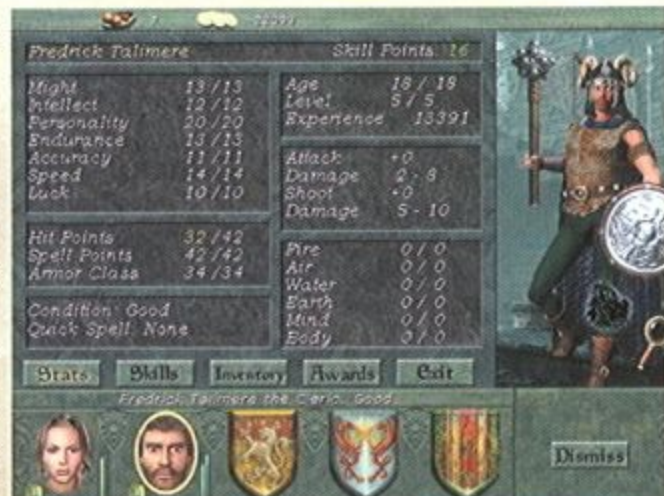 7
Fredrick Talimere Skill Points: 16
Might 13/13
Intellect 12/12
Personality 20/20
Endurance 13/13
Accuracy 11/11
Speed 14/14
Luck 10/10
Hit Points 32/42
Spell Points 42/42
Armor Class 34/34
Condition: Good
Quick Spell: None
Age 18 / 18
Level 5 / 5
Experience 13391
Attack +0
Damage 2 - 8
Shoot +0
Damage 5 - 10
Fire 0 / 0
Air 0 / 0
Water 0 / 0
Earth 0 / 0
Mind 0 / 0
Body 0 / 0
Stats Skills Inventory Awards Exit
Fredrick Talimere the Cleric: Good
Dismiss